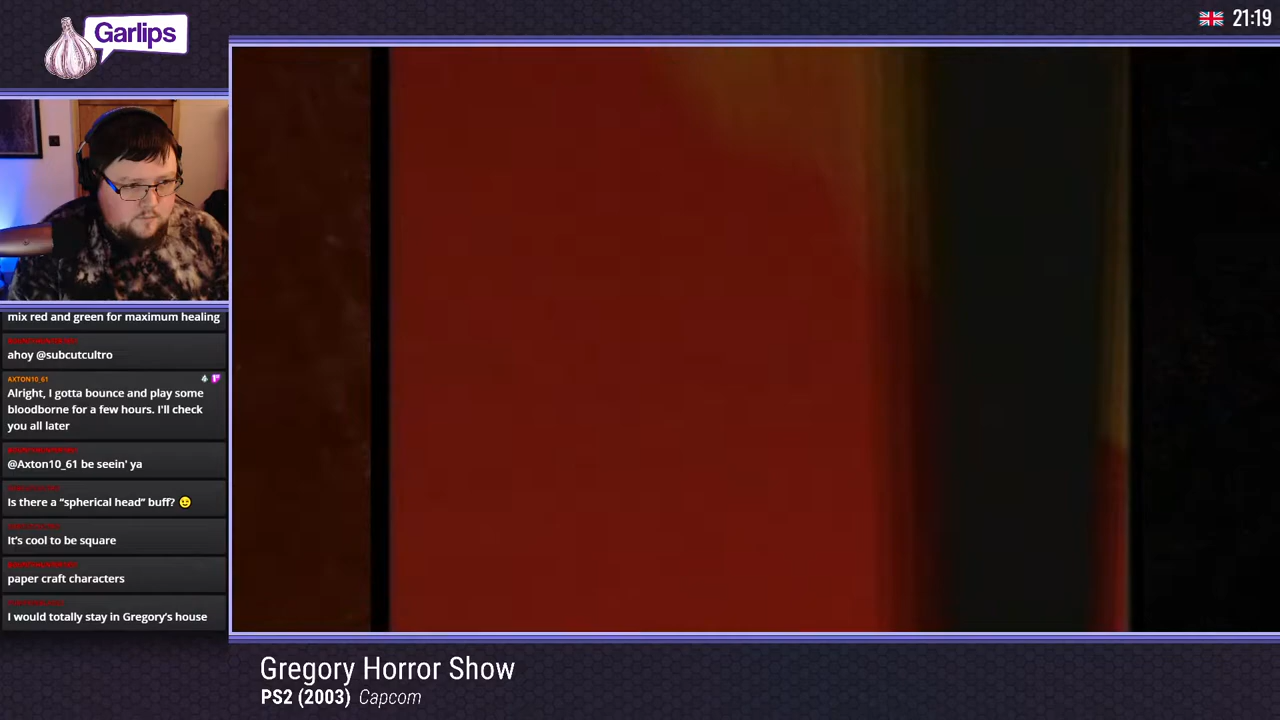 Garlips
21:19
mix red and green for maximum healing
ahoy @subcutcultro
AXTON10_61
Alright, I gotta bounce and play some
bloodborne for a few hours. I'll check
you all later
@Axton10_61 be seein' ya
Is there a “spherical head” buff? 😉
It’s cool to be square
paper craft characters
I would totally stay in Gregory’s house
Gregory Horror Show
PS2 (2003) Capcom